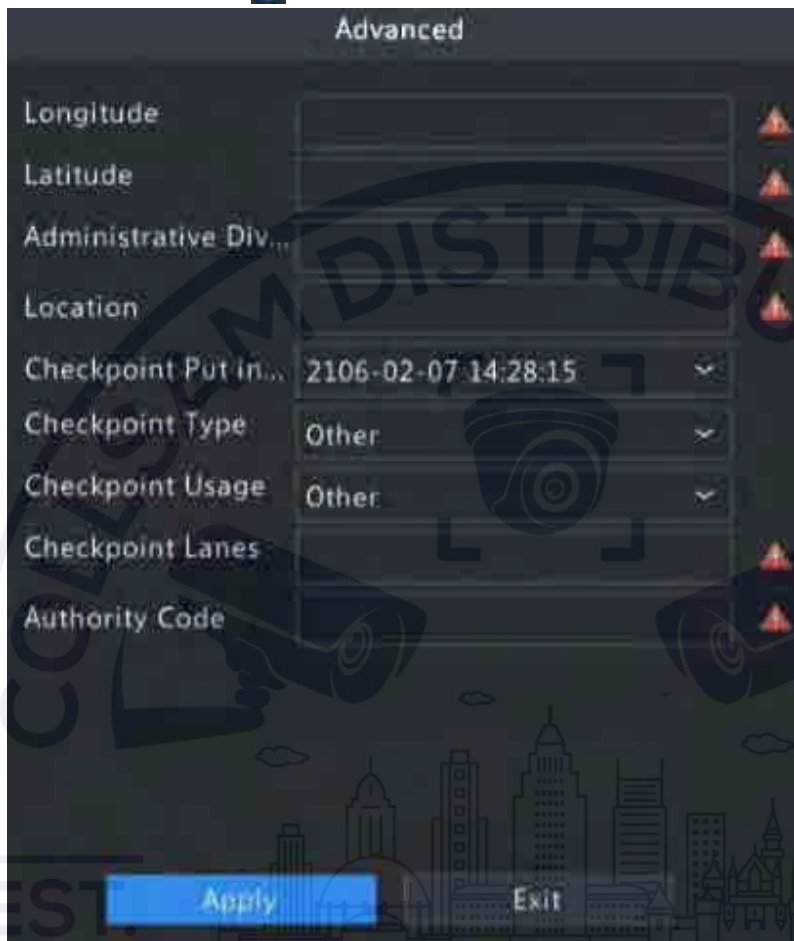 Advanced
Longitude
Latitude
Administrative Div...
Location
Checkpoint Put in... 2106-02-07 14:28:15
Checkpoint Type Other
Checkpoint Usage Other
Checkpoint Lanes
Authority Code
Apply Exit
EST.